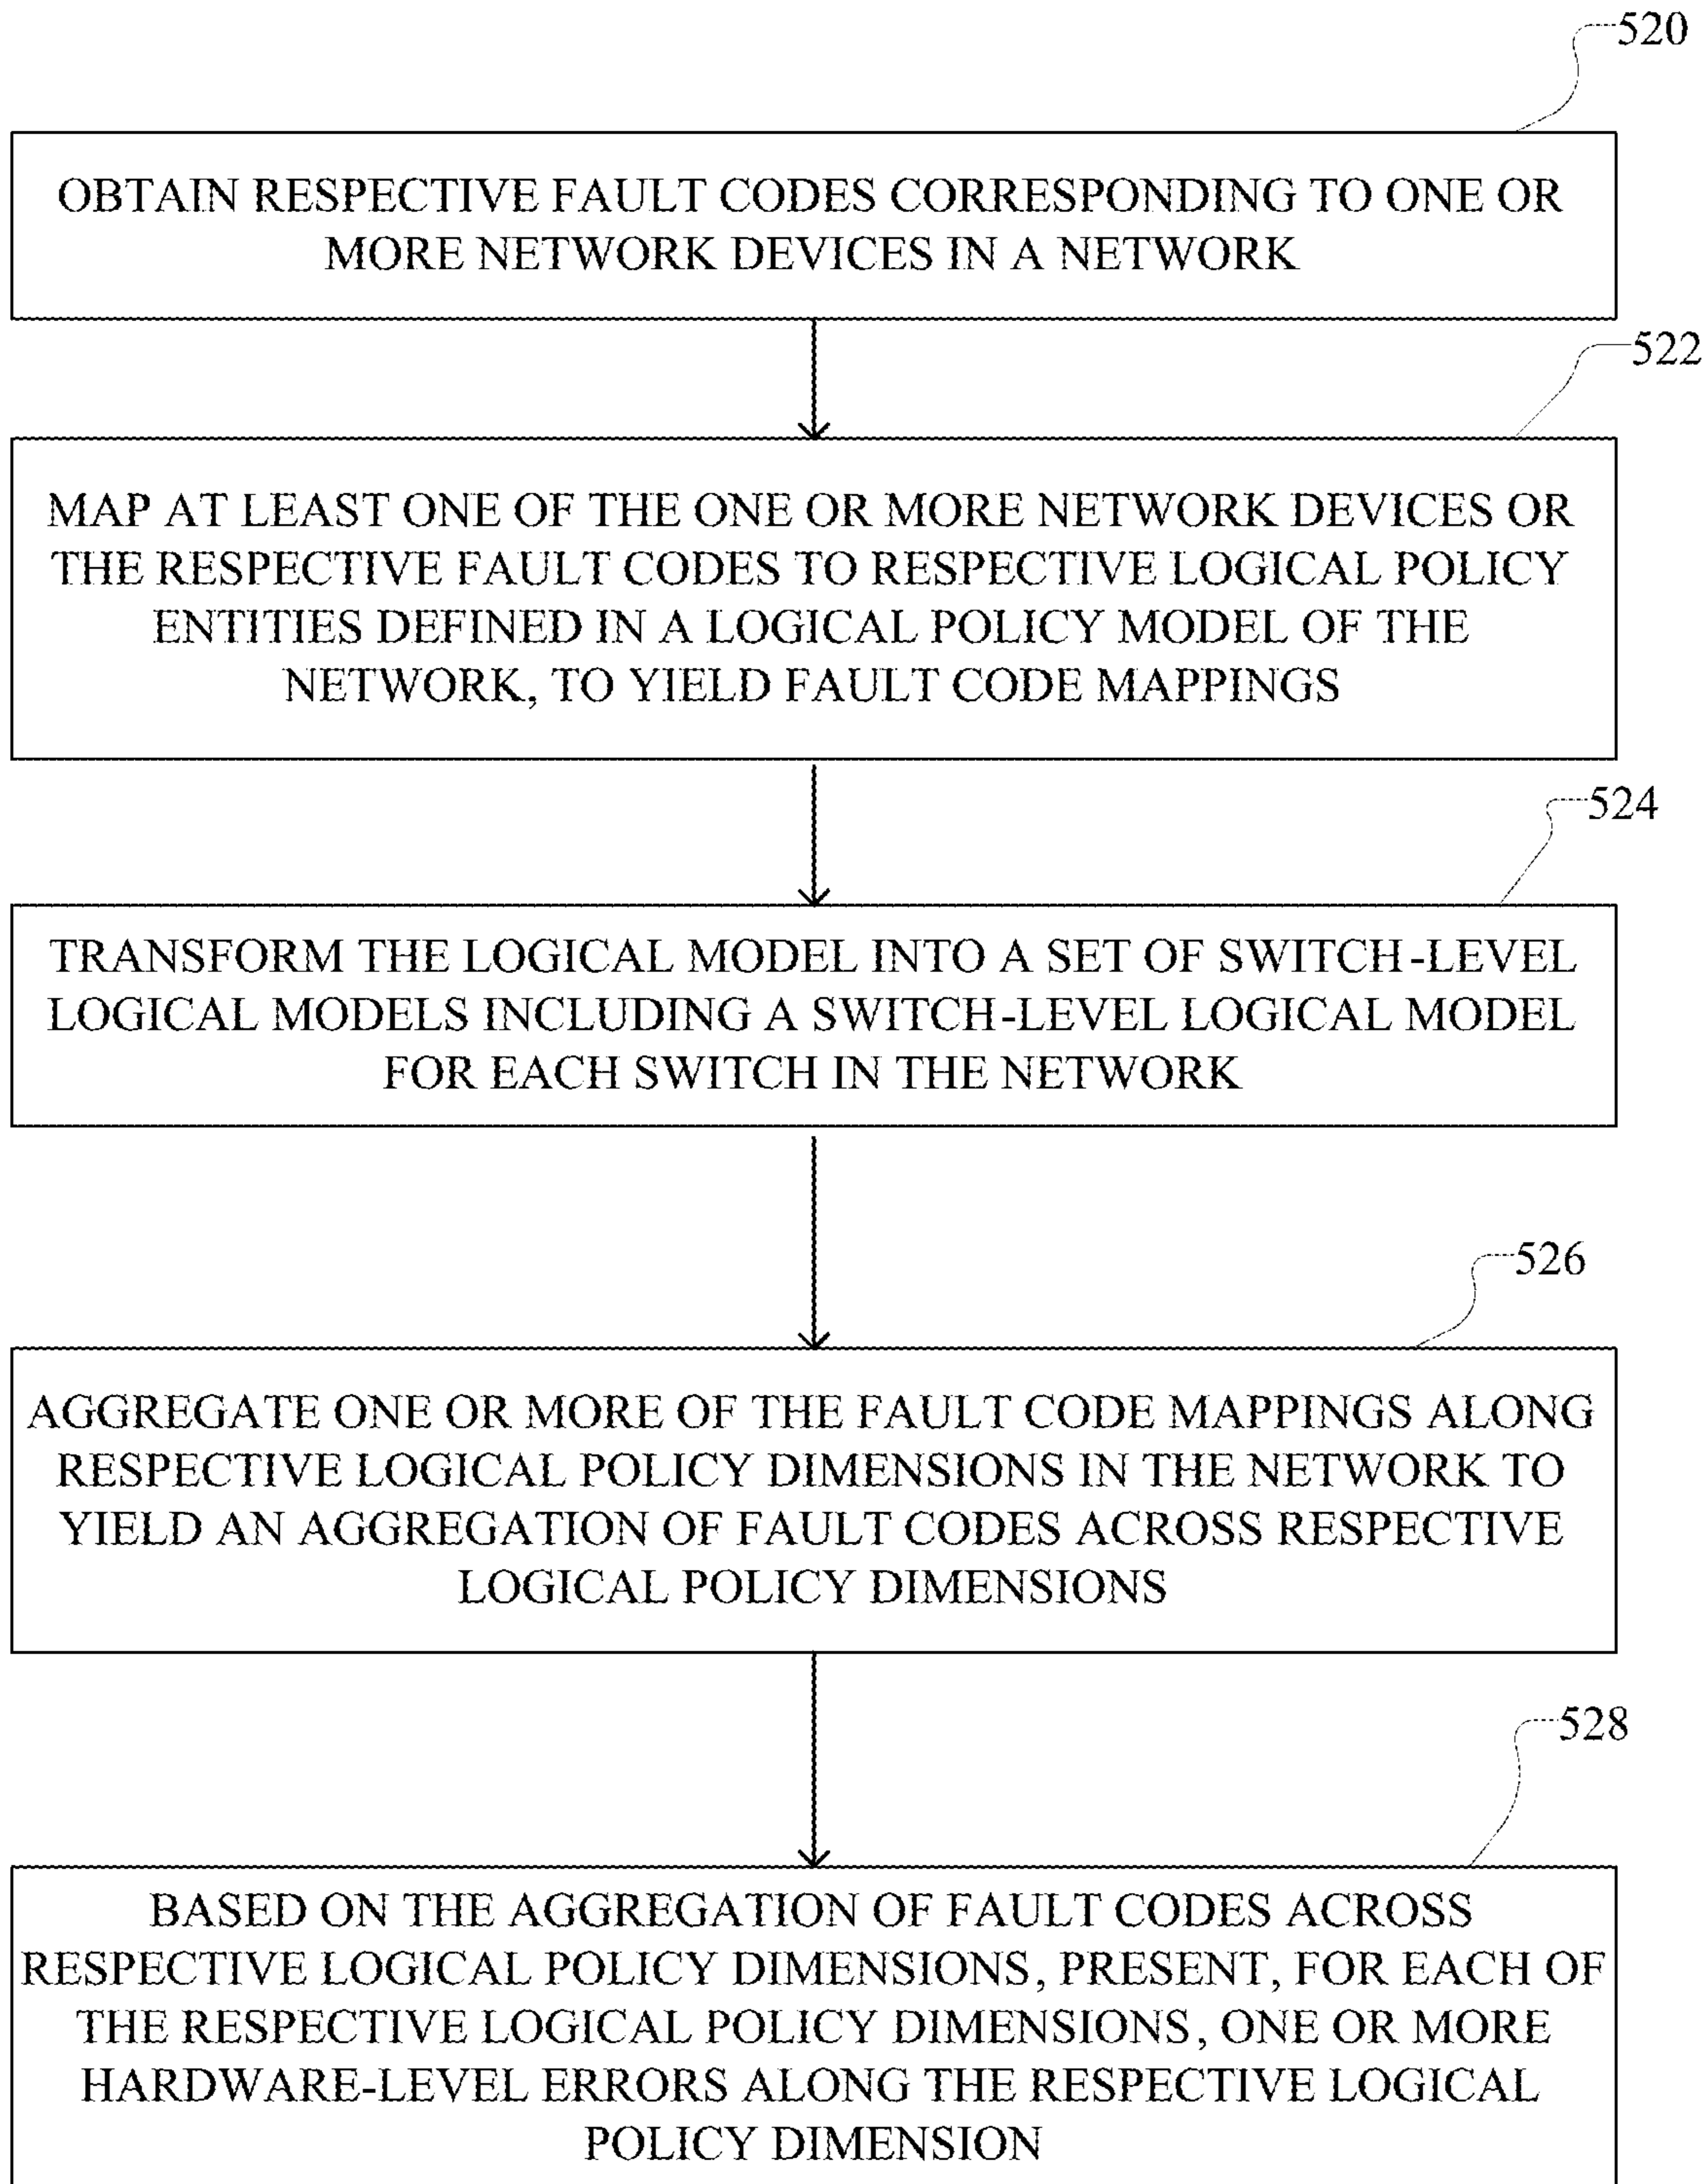 520
OBTAIN RESPECTIVE FAULT CODES CORRESPONDING TO ONE OR
MORE NETWORK DEVICES IN A NETWORK
522
MAP AT LEAST ONE OF THE ONE OR MORE NETWORK DEVICES OR
THE RESPECTIVE FAULT CODES TO RESPECTIVE LOGICAL POLICY
ENTITIES DEFINED IN A LOGICAL POLICY MODEL OF THE
NETWORK, TO YIELD FAULT CODE MAPPINGS
524
TRANSFORM THE LOGICAL MODEL INTO A SET OF SWITCH-LEVEL
LOGICAL MODELS INCLUDING A SWITCH-LEVEL LOGICAL MODEL
FOR EACH SWITCH IN THE NETWORK
526
AGGREGATE ONE OR MORE OF THE FAULT CODE MAPPINGS ALONG
RESPECTIVE LOGICAL POLICY DIMENSIONS IN THE NETWORK TO
YIELD AN AGGREGATION OF FAULT CODES ACROSS RESPECTIVE
LOGICAL POLICY DIMENSIONS
528
BASED ON THE AGGREGATION OF FAULT CODES ACROSS
RESPECTIVE LOGICAL POLICY DIMENSIONS, PRESENT, FOR EACH OF
THE RESPECTIVE LOGICAL POLICY DIMENSIONS, ONE OR MORE
HARDWARE-LEVEL ERRORS ALONG THE RESPECTIVE LOGICAL
POLICY DIMENSION